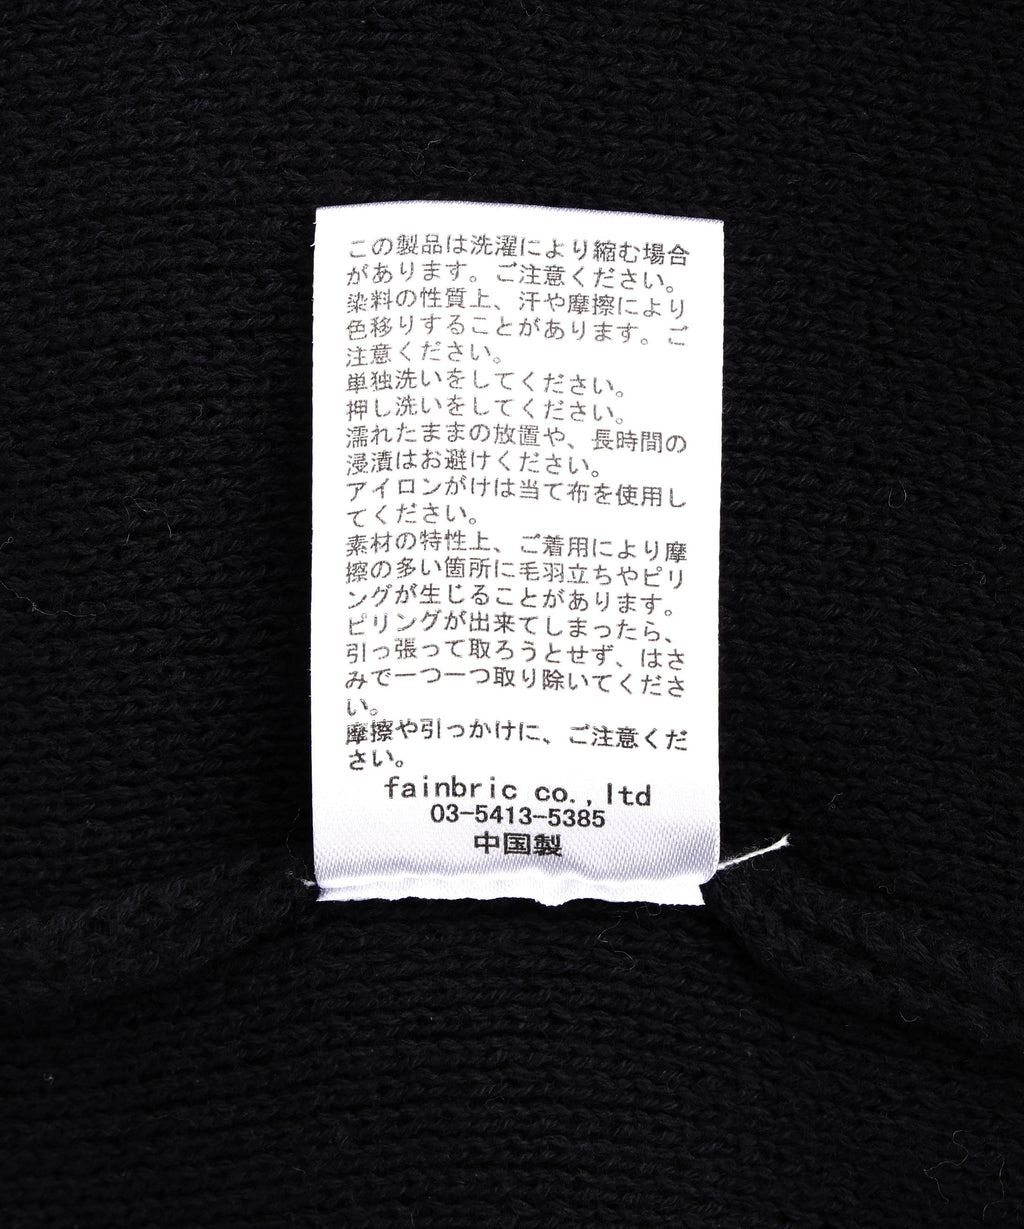 この製品は洗濯により縮む場合
があります。ご注意ください。
染料の性質上、汗や摩擦により
色移りすることがあります。ご
注意ください。
単独洗いをしてください。
押し洗いをしてください。
濡れたままの放置や、長時間の
浸漬はお避けください。
アイロンがけは当て布を使用し
てください。
素材の特性上、ご着用により摩
擦の多い箇所に毛羽立ちやピリ
ングが生じることがあります。
ピリングが出来てしまったら、
引っ張って取ろうとせず、はさ
みで一つ一つ取り除いてくださ
い。
摩擦や引っかけに、ご注意くだ
さい。
fainbric co.,ltd
03-5413-5385
中国製